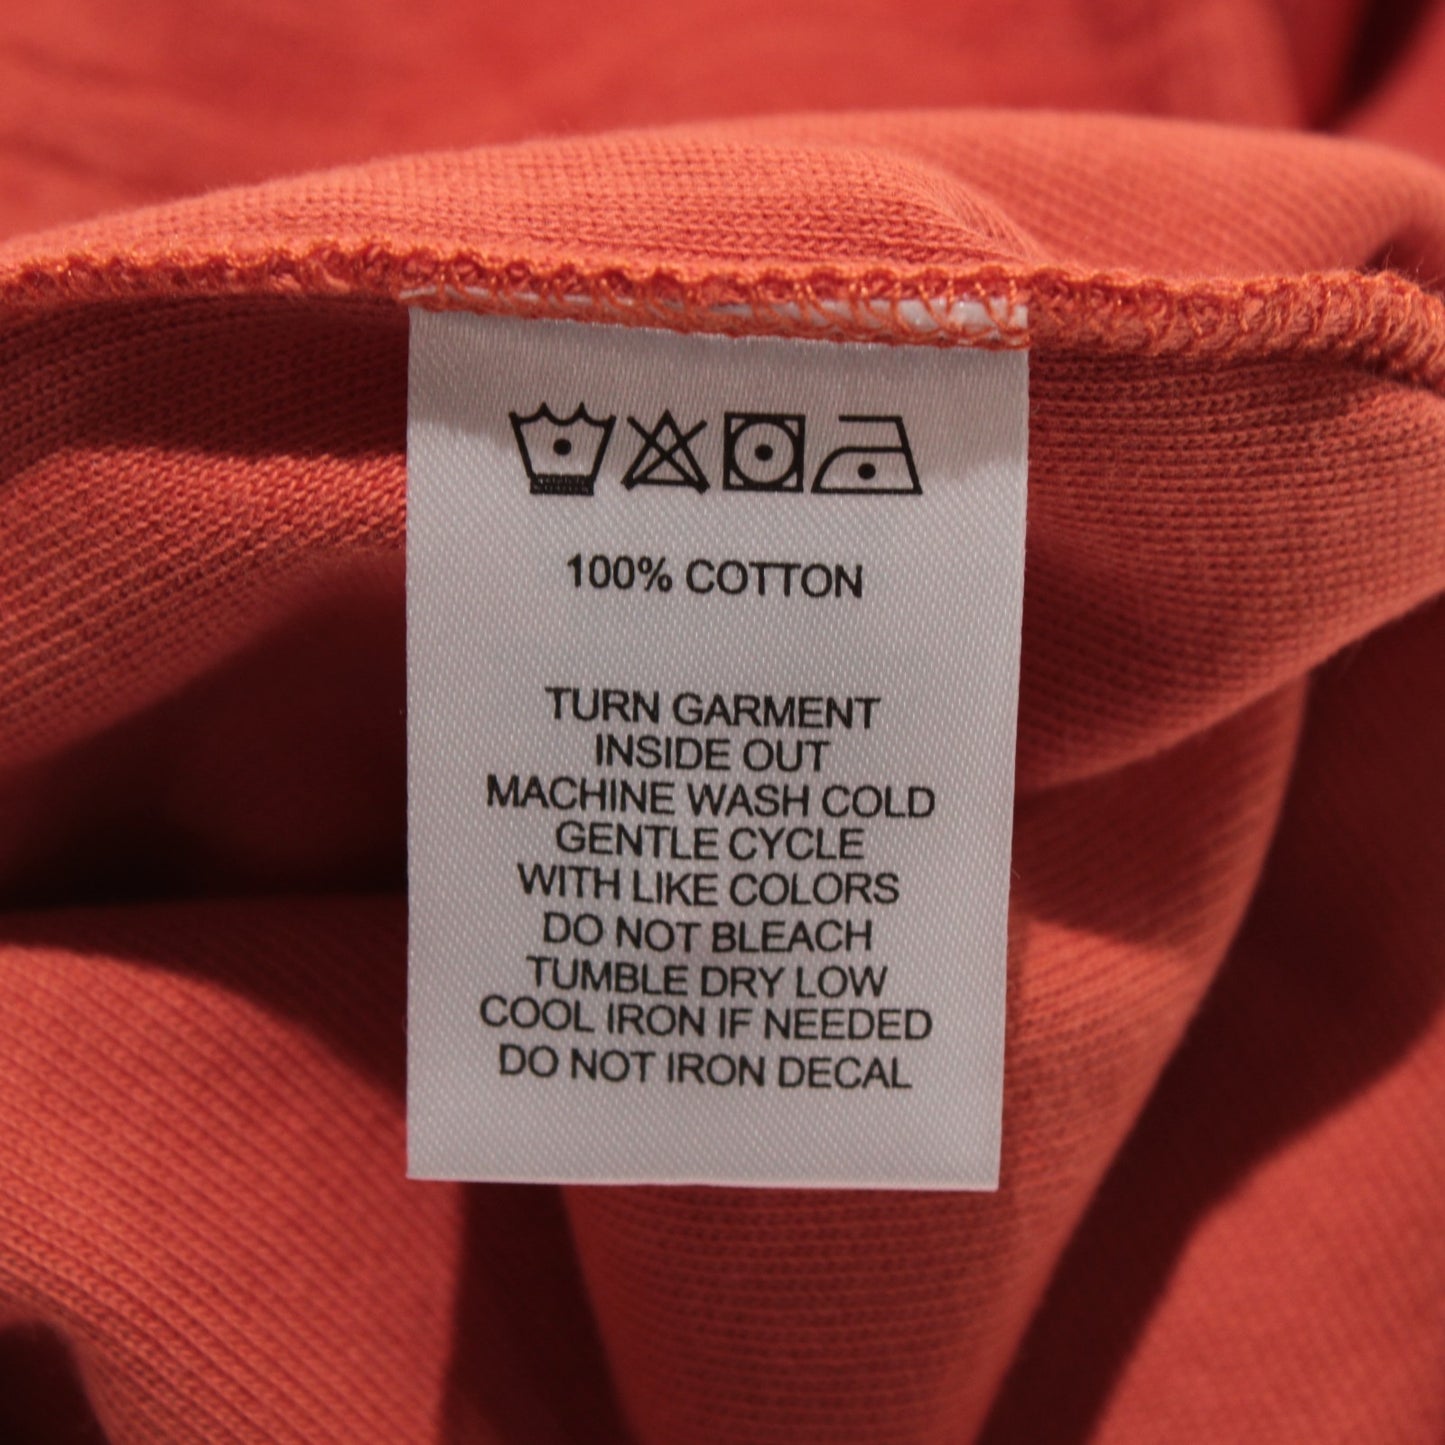 100% COTTON
TURN GARMENT
INSIDE OUT
MACHINE WASH COLD
GENTLE CYCLE
WITH LIKE COLORS
DO NOT BLEACH
TUMBLE DRY LOW
COOL IRON IF NEEDED
DO NOT IRON DECAL